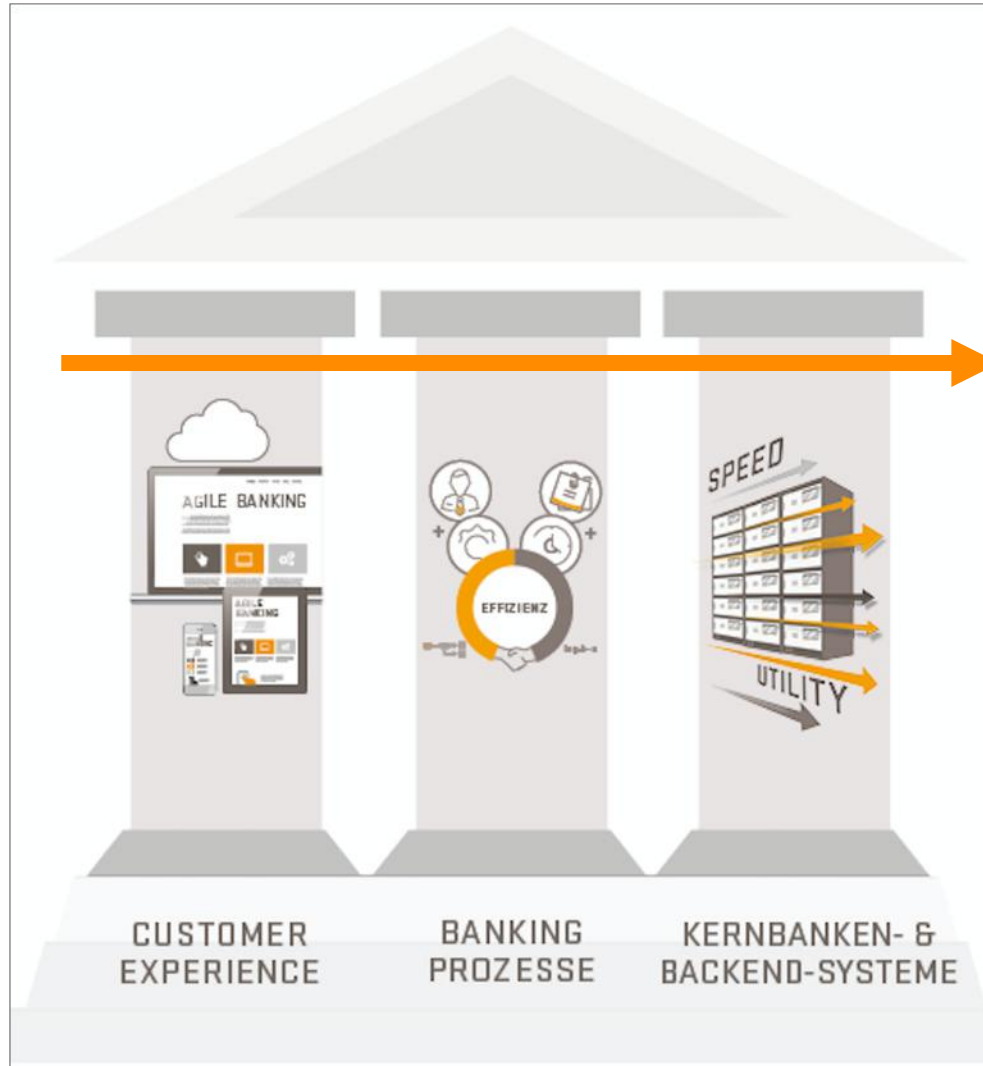 AGILE BANKING
AGILE
BANKING
EFFIZIENZ
SPEED
UTILITY
CUSTOMER
EXPERIENCE
BANKING
PROZESSE
KERNBANKEN- &
BACKEND-SYSTEME